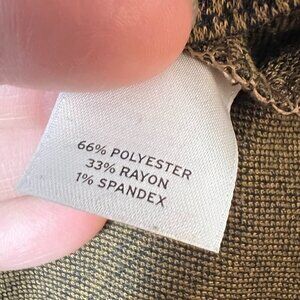 66% POLYESTER
33% RAYON
1% SPANDEX